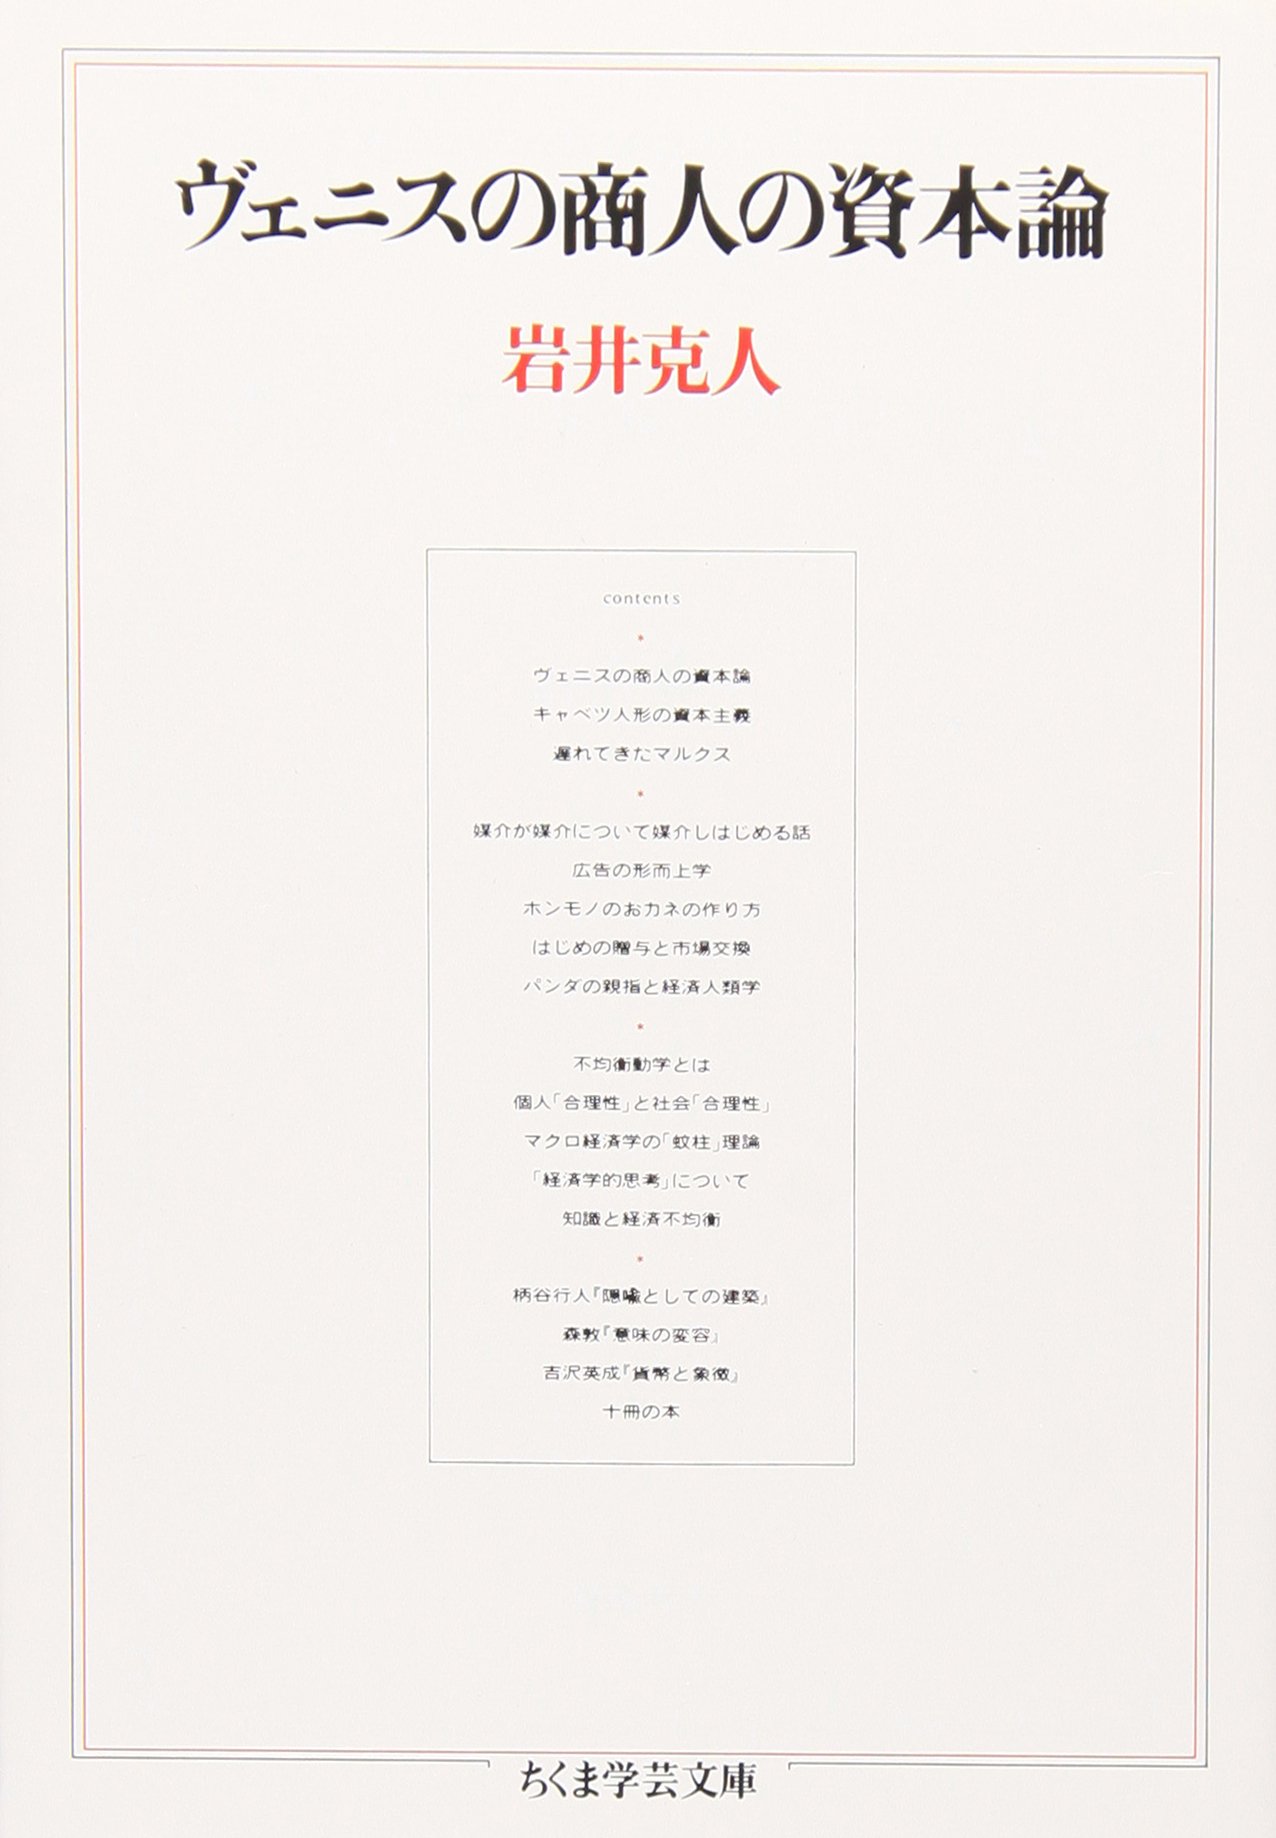 ヴェニスの商人の資本論
岩井克人
contents
*
ヴェニスの商人の資本論
キャベツ人形の資本主義
遅れてきたマルクス
*
媒介が媒介について媒介しはじめる話
広告の形而上学
ホンモノのおカネの作り方
はじめの贈与と市場交換
パンダの親指と経済人類学
*
不均衡動学とは
個人「合理性」と社会「合理性」
マクロ経済学の「蚊柱」理論
「経済学的思考」について
知識と経済不均衡
*
柄谷行人『隠喩としての建築』
森敦『意味の変容』
吉沢英成『貨幣と象徴』
十冊の本
ちくま学芸文庫